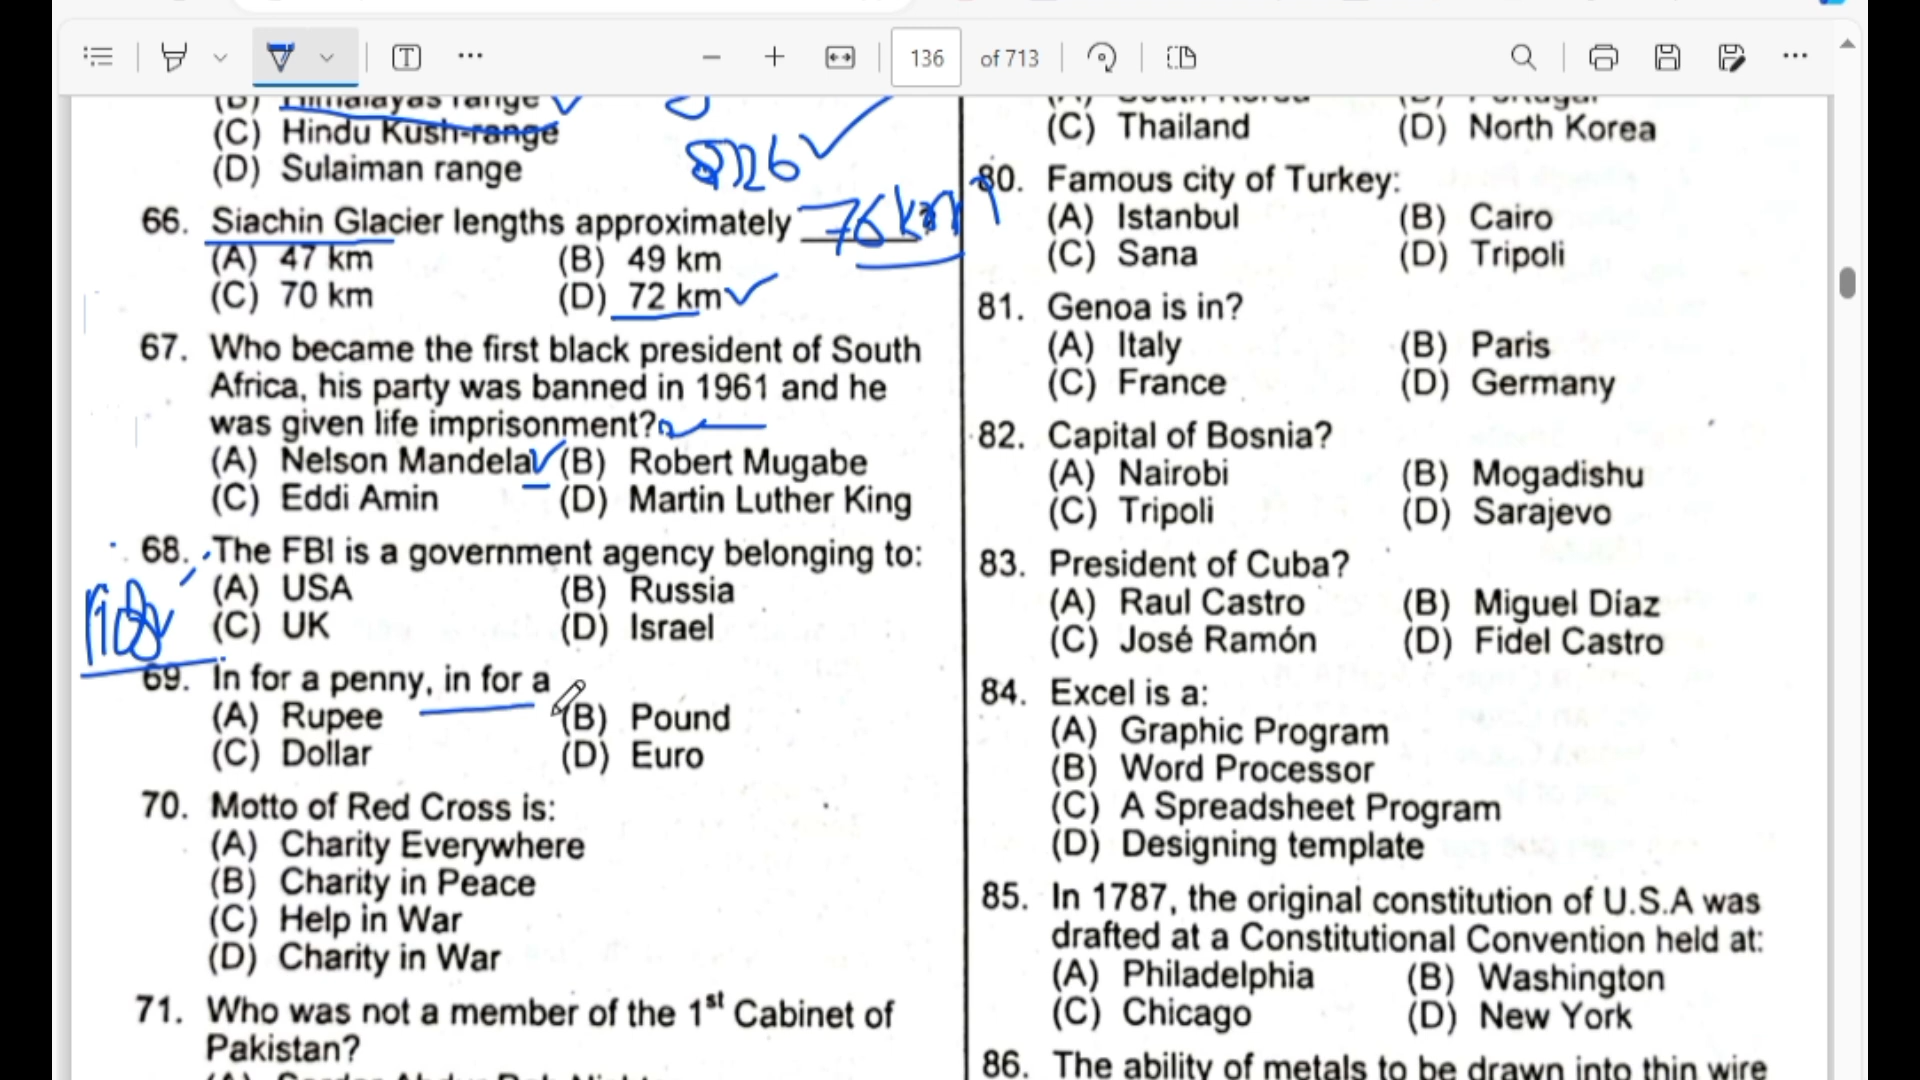 136 of 713
(B) Himalayas range
(C) Hindu Kush-range
(D) Sulaiman range
8126
66. Siachin Glacier lengths approximately ______?
76km
(A) 47 km (B) 49 km
(C) 70 km (D) 72 km
67. Who became the first black president of South
Africa, his party was banned in 1961 and he
was given life imprisonment?
(A) Nelson Mandela (B) Robert Mugabe
(C) Eddi Amin (D) Martin Luther King
68. The FBI is a government agency belonging to:
(A) USA (B) Russia
(C) UK (D) Israel
1908
69. In for a penny, in for a
(A) Rupee (B) Pound
(C) Dollar (D) Euro
70. Motto of Red Cross is:
(A) Charity Everywhere
(B) Charity in Peace
(C) Help in War
(D) Charity in War
71. Who was not a member of the 1st Cabinet of
Pakistan?
(A) South Korea (B) Portugal
(C) Thailand (D) North Korea
80. Famous city of Turkey:
(A) Istanbul (B) Cairo
(C) Sana (D) Tripoli
81. Genoa is in?
(A) Italy (B) Paris
(C) France (D) Germany
82. Capital of Bosnia?
(A) Nairobi (B) Mogadishu
(C) Tripoli (D) Sarajevo
83. President of Cuba?
(A) Raul Castro (B) Miguel Díaz
(C) José Ramón (D) Fidel Castro
84. Excel is a:
(A) Graphic Program
(B) Word Processor
(C) A Spreadsheet Program
(D) Designing template
85. In 1787, the original constitution of U.S.A was
drafted at a Constitutional Convention held at:
(A) Philadelphia (B) Washington
(C) Chicago (D) New York
86. The ability of metals to be drawn into thin wire